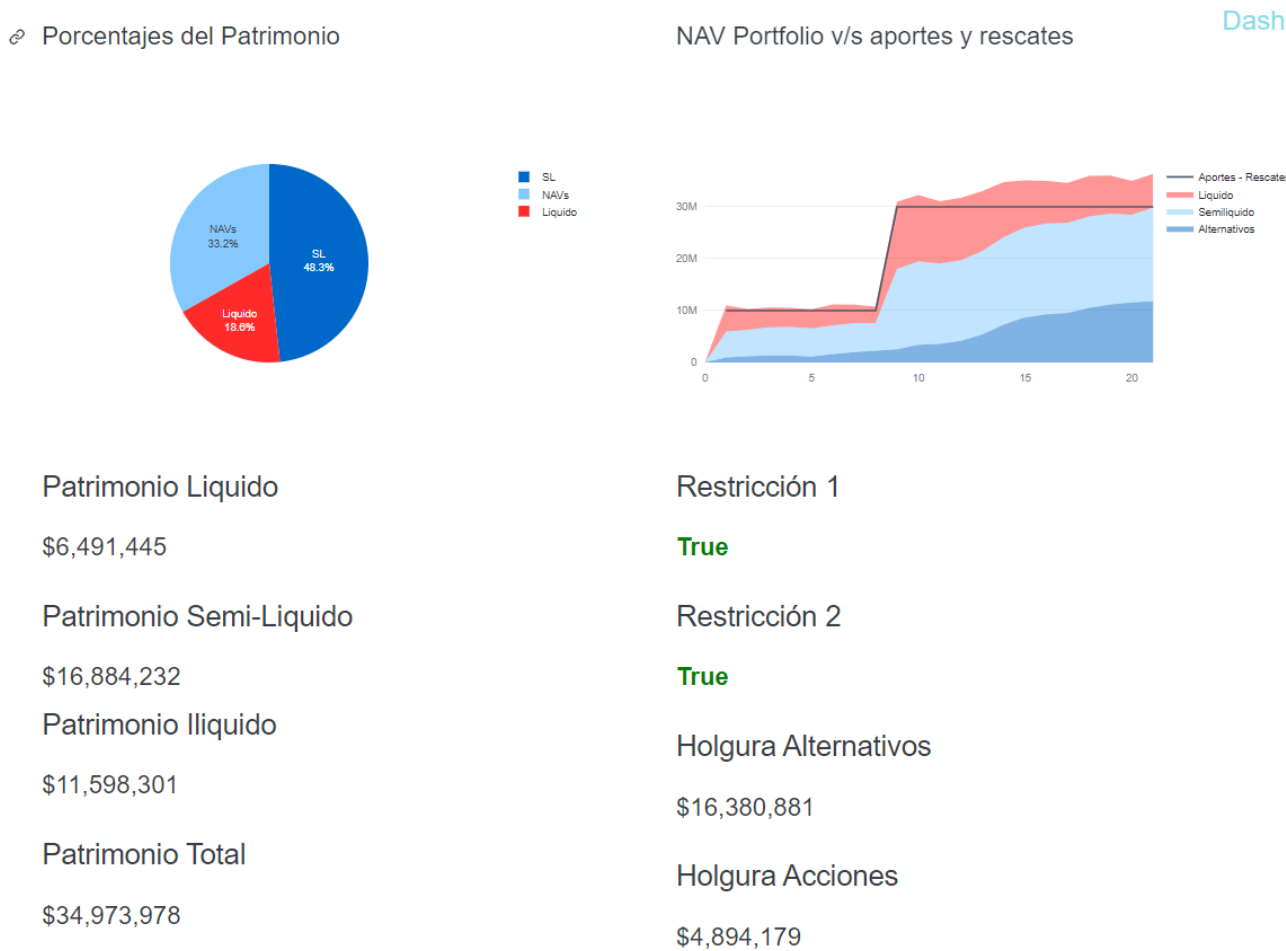 Dash
Porcentajes del Patrimonio
SL
NAVs
Liquido
NAVs
33.2%
SL
48.3%
Liquido
18.6%
NAV Portfolio v/s aportes y rescates
30M
20M
10M
0
0
5
10
15
20
Aportes - Rescates
Liquido
Semiliquido
Alternativos
Patrimonio Liquido
$6,491,445
Patrimonio Semi-Liquido
$16,884,232
Patrimonio Iliquido
$11,598,301
Patrimonio Total
$34,973,978
Restricción 1
True
Restricción 2
True
Holgura Alternativos
$16,380,881
Holgura Acciones
$4,894,179